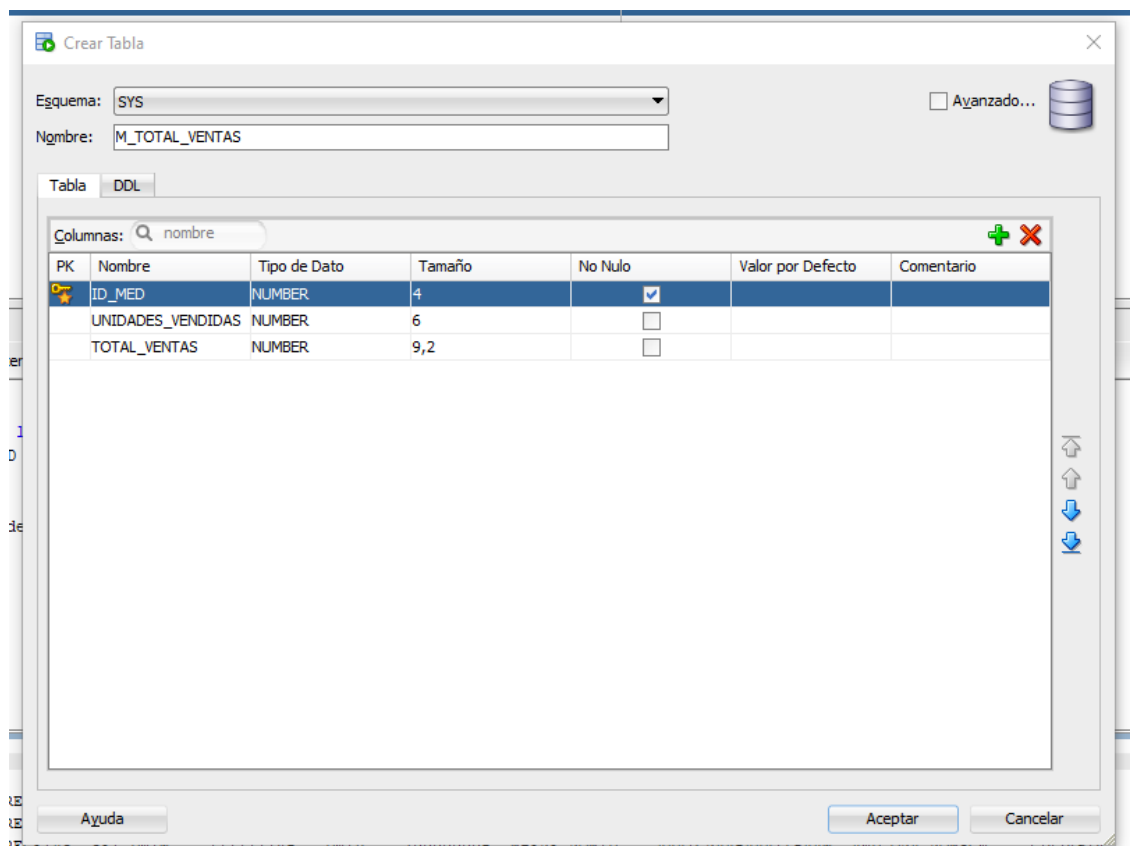 Crear Tabla
Esquema: SYS
Avanzado...
Nombre: M_TOTAL_VENTAS
Tabla DDL
Columnas: nombre
PK Nombre Tipo de Dato Tamaño No Nulo Valor por Defecto Comentario
ID_MED NUMBER 4
UNIDADES_VENDIDAS NUMBER 6
TOTAL_VENTAS NUMBER 9,2
Ayuda Aceptar Cancelar